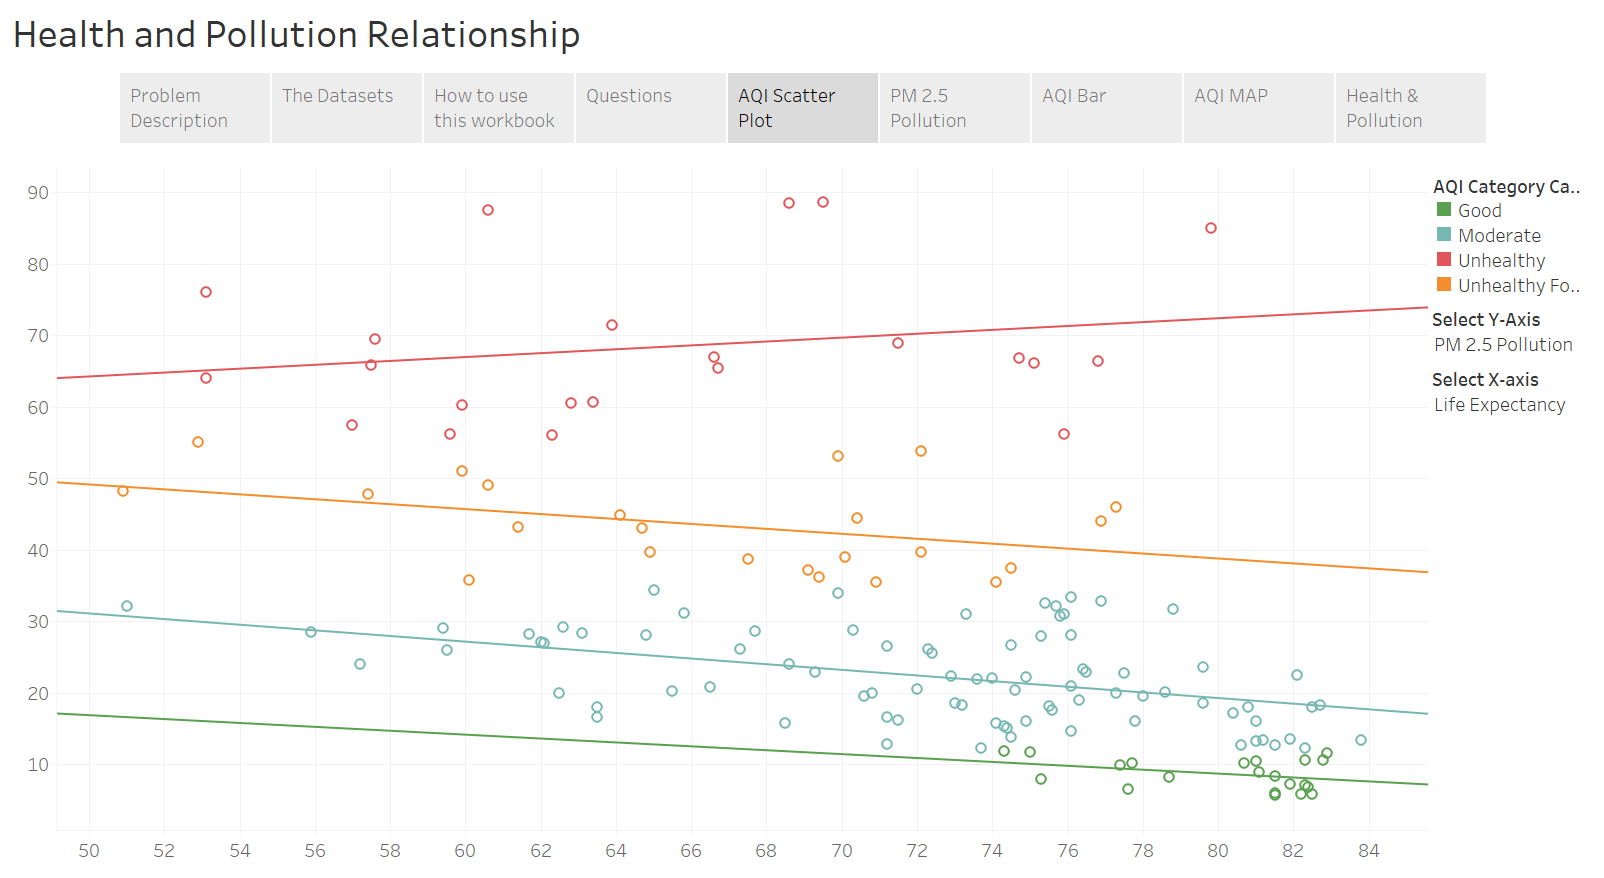 Health and Pollution Relationship
Problem
Description
The Datasets
How to use
this workbook
Questions
AQI Scatter
Plot
PM 2.5
Pollution
AQI Bar
AQI MAP
Health &
Pollution
90
80
70
60
50
40
30
20
10
50 52 54 56 58 60 62 64 66 68 70 72 74 76 78 80 82 84
AQI Category Ca..
Good
Moderate
Unhealthy
Unhealthy Fo..
Select Y-Axis
PM 2.5 Pollution
Select X-axis
Life Expectancy